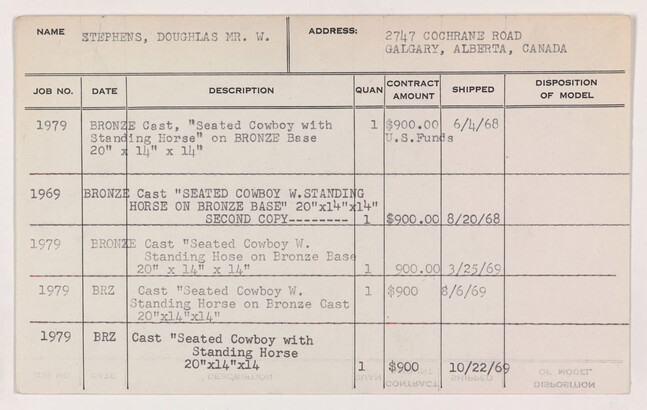 NAME STEPHENS, DOUGHLAS MR. W. ADDRESS: 2747 COCHRANE ROAD
GALGARY, ALBERTA, CANADA
JOB NO. DATE DESCRIPTION QUAN CONTRACT AMOUNT SHIPPED DISPOSITION OF MODEL
1979 BRONZE Cast, "Seated Cowboy with 1 $900.00 6/4/68
Standing Horse" on BRONZE Base U.S.Funds
20" x 14" x 14"
1969 BRONZE Cast "SEATED COWBOY W.STANDING
HORSE ON BRONZE BASE" 20"x14"x14"
SECOND COPY-------- 1 $900.00 8/20/68
1979 BRONZE Cast "Seated Cowboy W.
Standing Hose on Bronze Base
20" x 14" x 14" 1 900.00 3/25/69
1979 BRZ Cast "Seated Cowboy W. 1 $900 8/6/69
Standing Horse on Bronze Cast
20"x14"x14"
1979 BRZ Cast "Seated Cowboy with
Standing Horse
20"x14"x14 1 $900 10/22/69